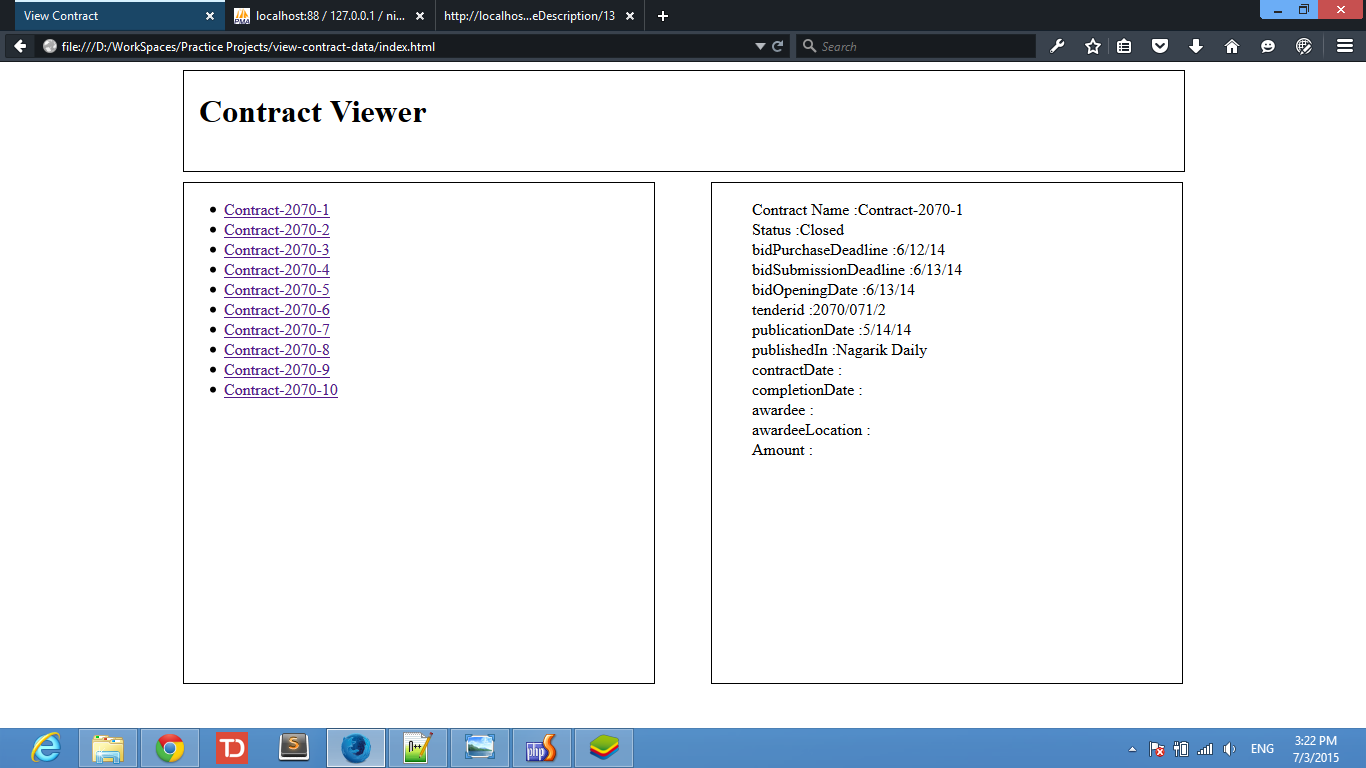 View Contract
localhost:88 / 127.0.0.1 / ni...
http://localhos...eDescription/13
file:///D:/WorkSpaces/Practice Projects/view-contract-data/index.html
Search
Contract Viewer
Contract-2070-1
Contract-2070-2
Contract-2070-3
Contract-2070-4
Contract-2070-5
Contract-2070-6
Contract-2070-7
Contract-2070-8
Contract-2070-9
Contract-2070-10
Contract Name :Contract-2070-1
Status :Closed
bidPurchaseDeadline :6/12/14
bidSubmissionDeadline :6/13/14
bidOpeningDate :6/13/14
tenderid :2070/071/2
publicationDate :5/14/14
publishedIn :Nagarik Daily
contractDate :
completionDate :
awardee :
awardeeLocation :
Amount :
TD
S
php
ENG
3:22 PM
7/3/2015